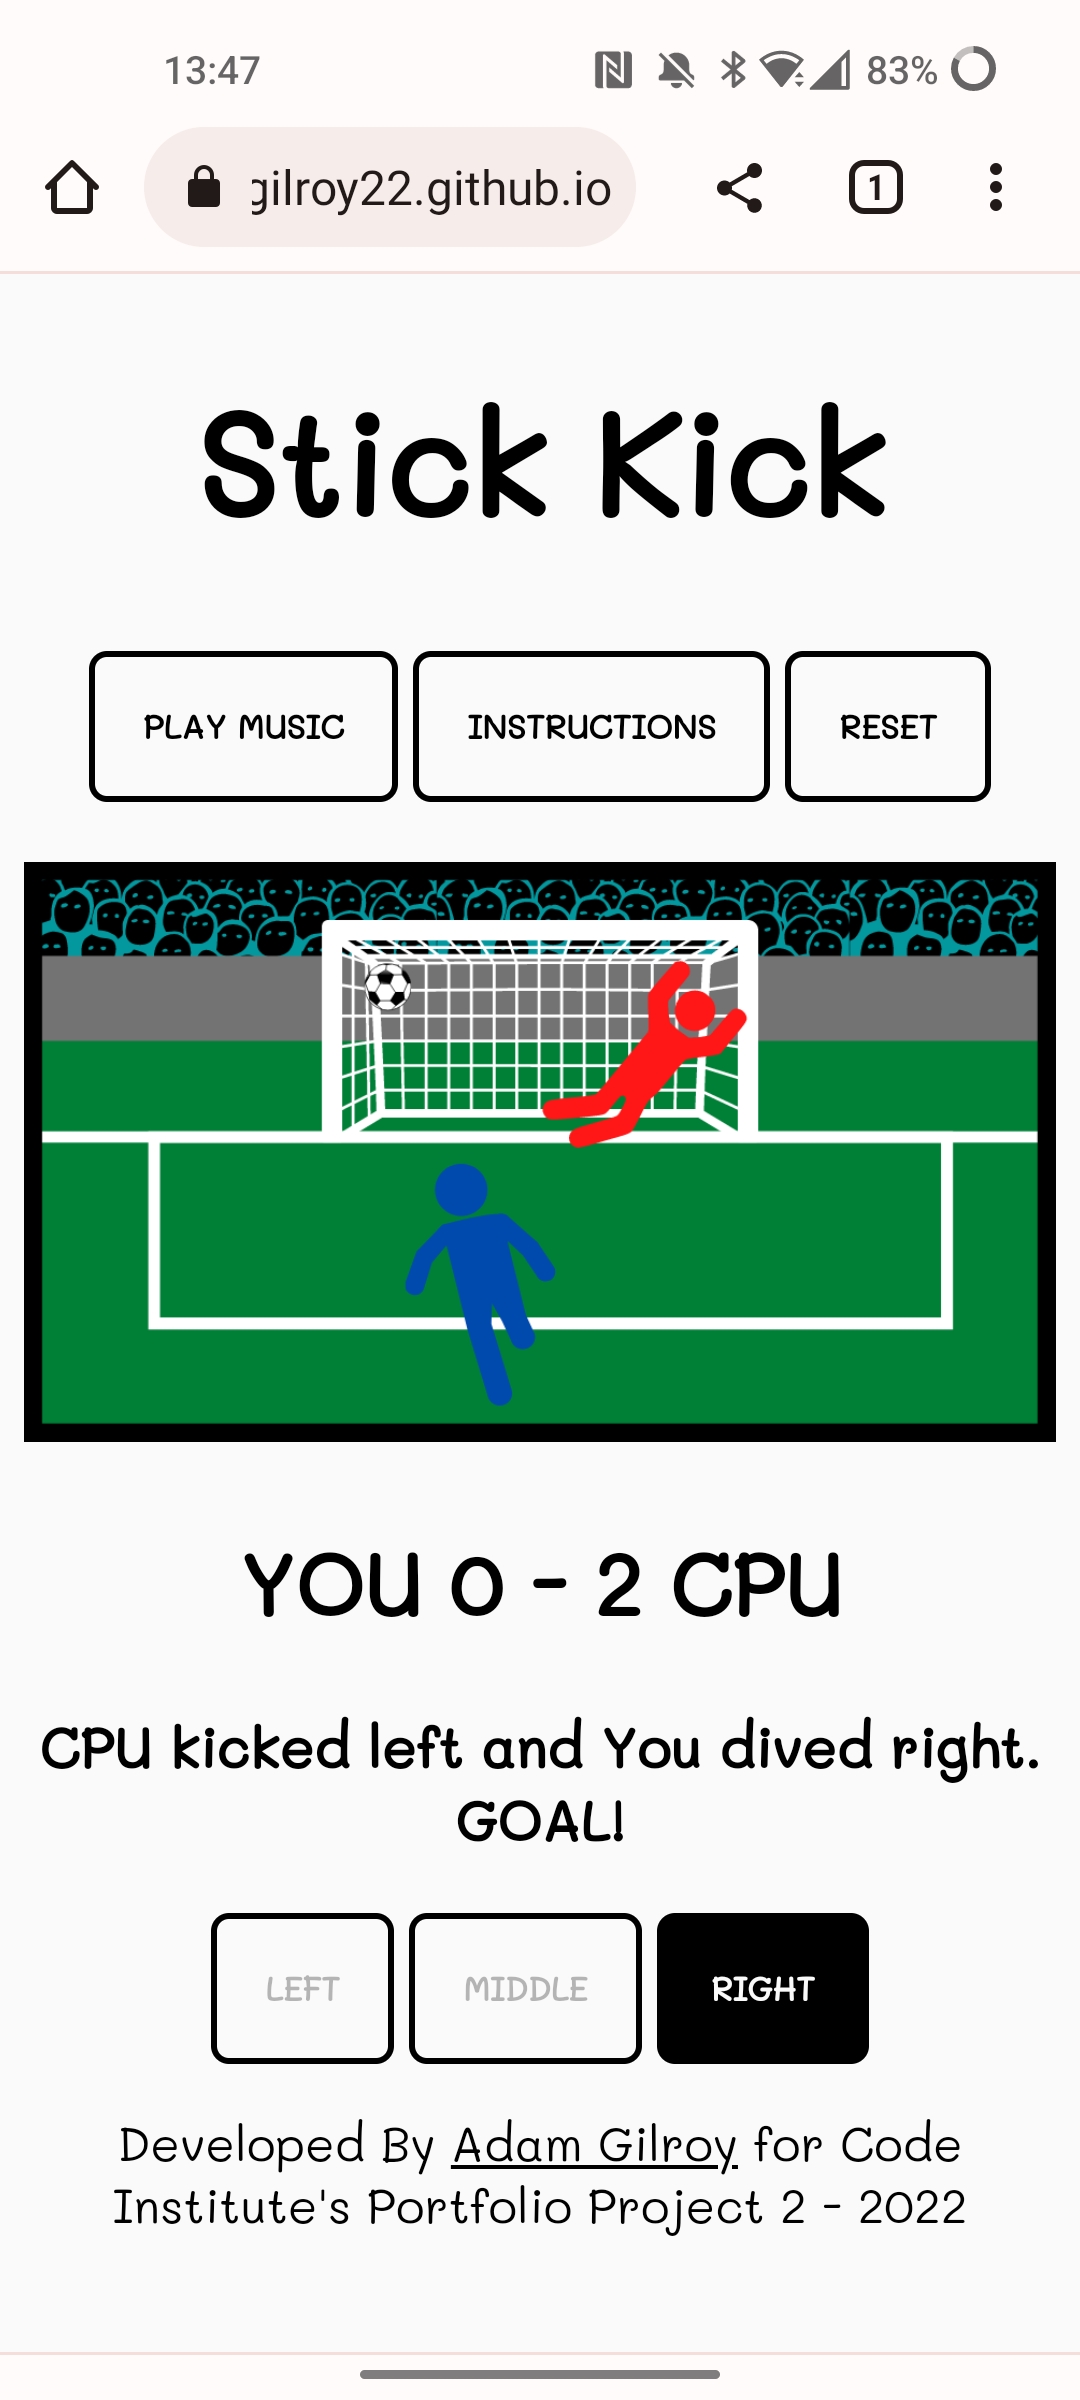 13:47 83%
gilroy22.github.io 1
Stick Kick
PLAY MUSIC INSTRUCTIONS RESET
YOU 0 - 2 CPU
CPU kicked left and You dived right.
GOAL!
LEFT MIDDLE RIGHT
Developed By Adam Gilroy for Code
Institute's Portfolio Project 2 - 2022